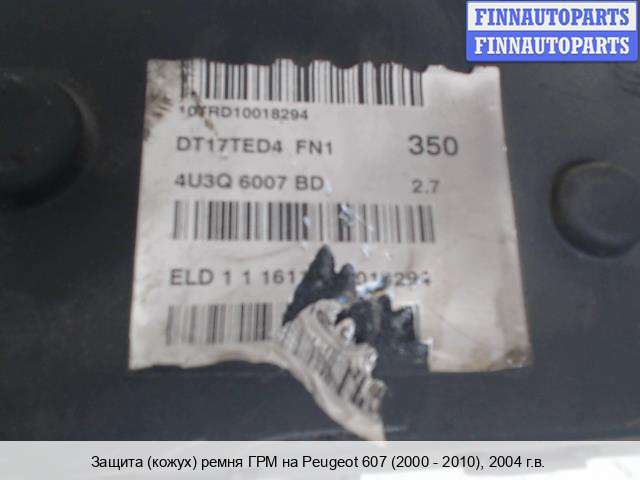 FINNAUTOPARTS
FINNAUTOPARTS
10TRD10018294
DT17TED4 FN1 350
4U3Q 6007 BD 2.7
ELD 1 1
Защита (кожух) ремня ГРМ на Peugeot 607 (2000 - 2010), 2004 г.в.